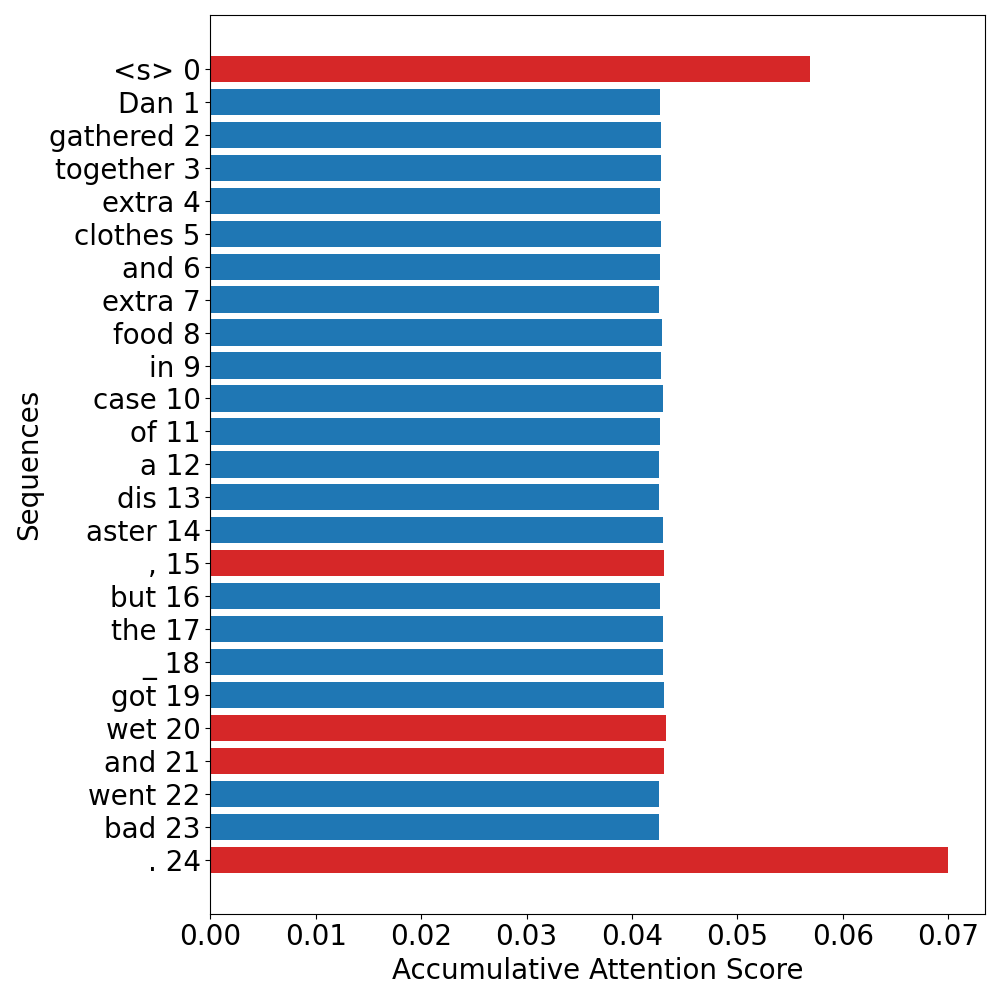 <s> 0
Dan 1
gathered 2
together 3
extra 4
clothes 5
and 6
extra 7
food 8
in 9
case 10
of 11
a 12
dis 13
aster 14
, 15
but 16
the 17
_ 18
got 19
wet 20
and 21
went 22
bad 23
. 24
Sequences
0.00 0.01 0.02 0.03 0.04 0.05 0.06 0.07
Accumulative Attention Score